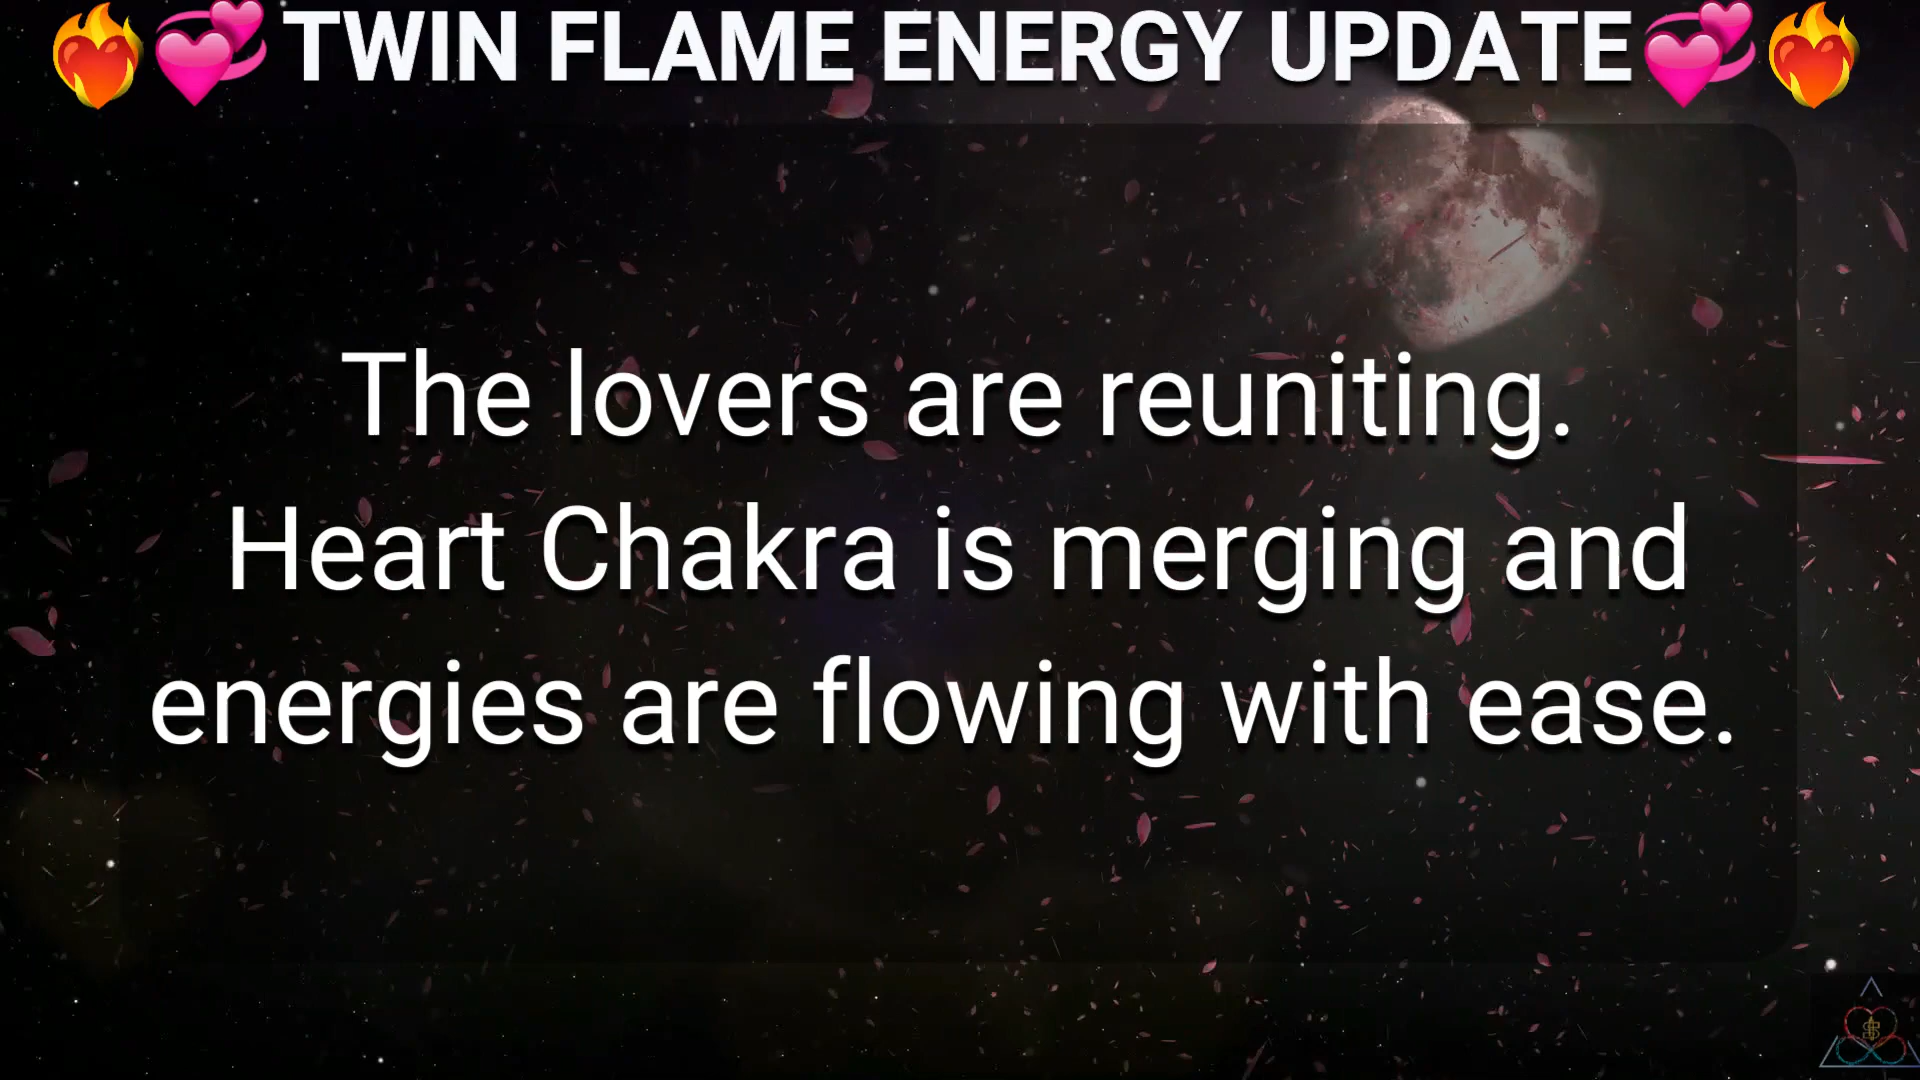 ❤️‍🔥💞TWIN FLAME ENERGY UPDATE💞❤️‍🔥
The lovers are reuniting.
Heart Chakra is merging and
energies are flowing with ease.